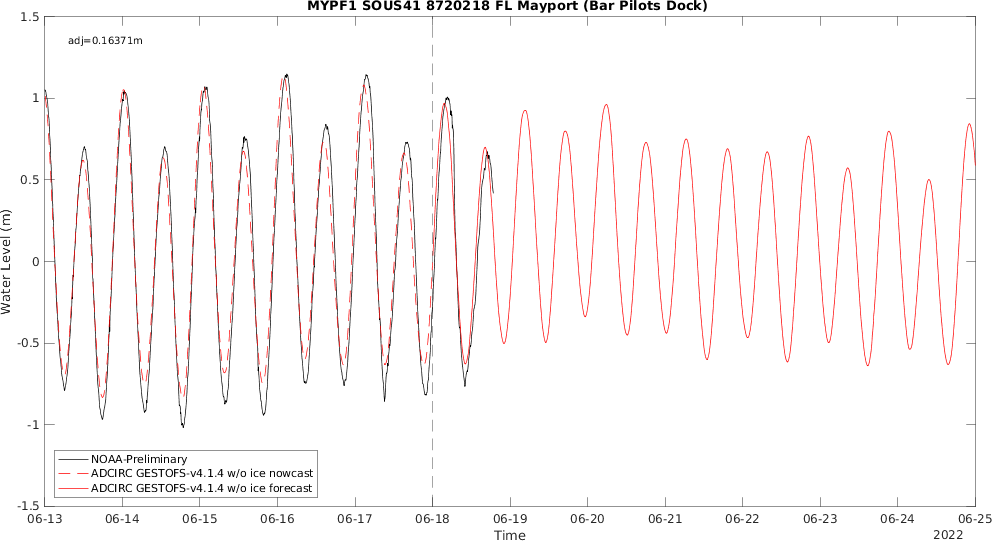 MYPF1 SOUS41 8720218 FL Mayport (Bar Pilots Dock)
adj=0.16371m
1.5
1
0.5
0
-0.5
-1
-1.5
Water Level (m)
NOAA-Preliminary
ADCIRC GESTOFS-v4.1.4 w/o ice nowcast
ADCIRC GESTOFS-v4.1.4 w/o ice forecast
06-13 06-14 06-15 06-16 06-17 06-18 06-19 06-20 06-21 06-22 06-23 06-24 06-25
Time
2022